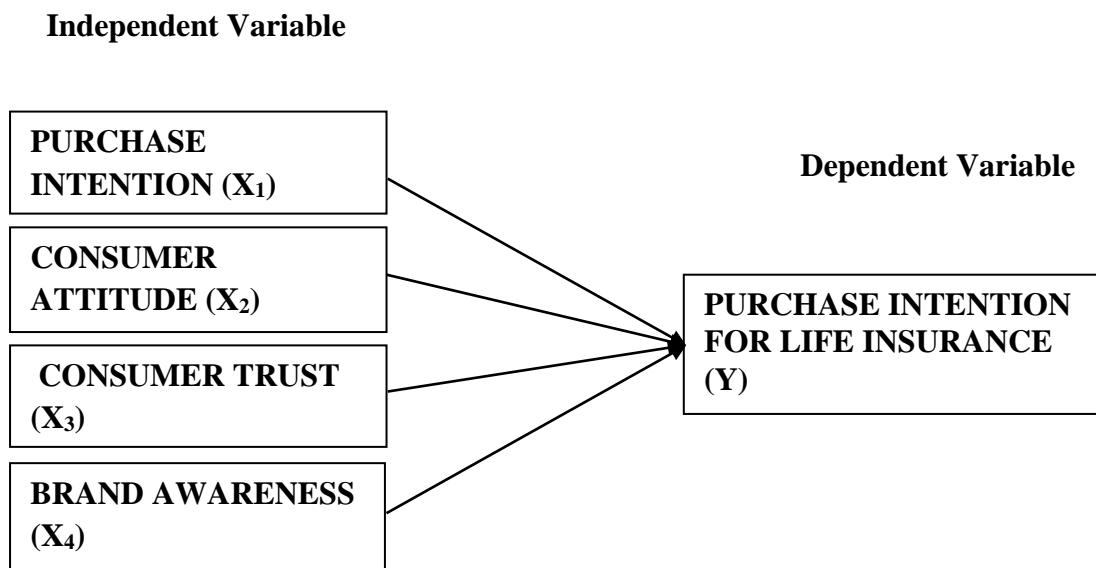 Independent Variable
PURCHASE
INTENTION (X₁)
Dependent Variable
CONSUMER
ATTITUDE (X₂)
PURCHASE INTENTION
FOR LIFE INSURANCE
(Y)
CONSUMER TRUST
(X₃)
BRAND AWARENESS
(X₄)